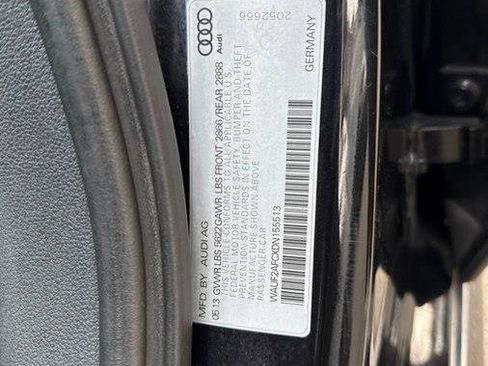 2052666
Audi
GERMANY
MFD. BY AUDI AG
05 13 GVWR LBS 5622 GAWR LBS FRONT 2866/REAR 2888
THIS VEHICLE CONFORMS TO ALL APPLICABLE U.S.
FEDERAL MOTOR VEHICLE SAFETY, BUMPER AND THEFT
PREVENTION STANDARDS IN EFFECT ON THE DATE OF
MANUFACTURE SHOWN ABOVE
PASSENGER CAR
WAUF2AFCXDN155513